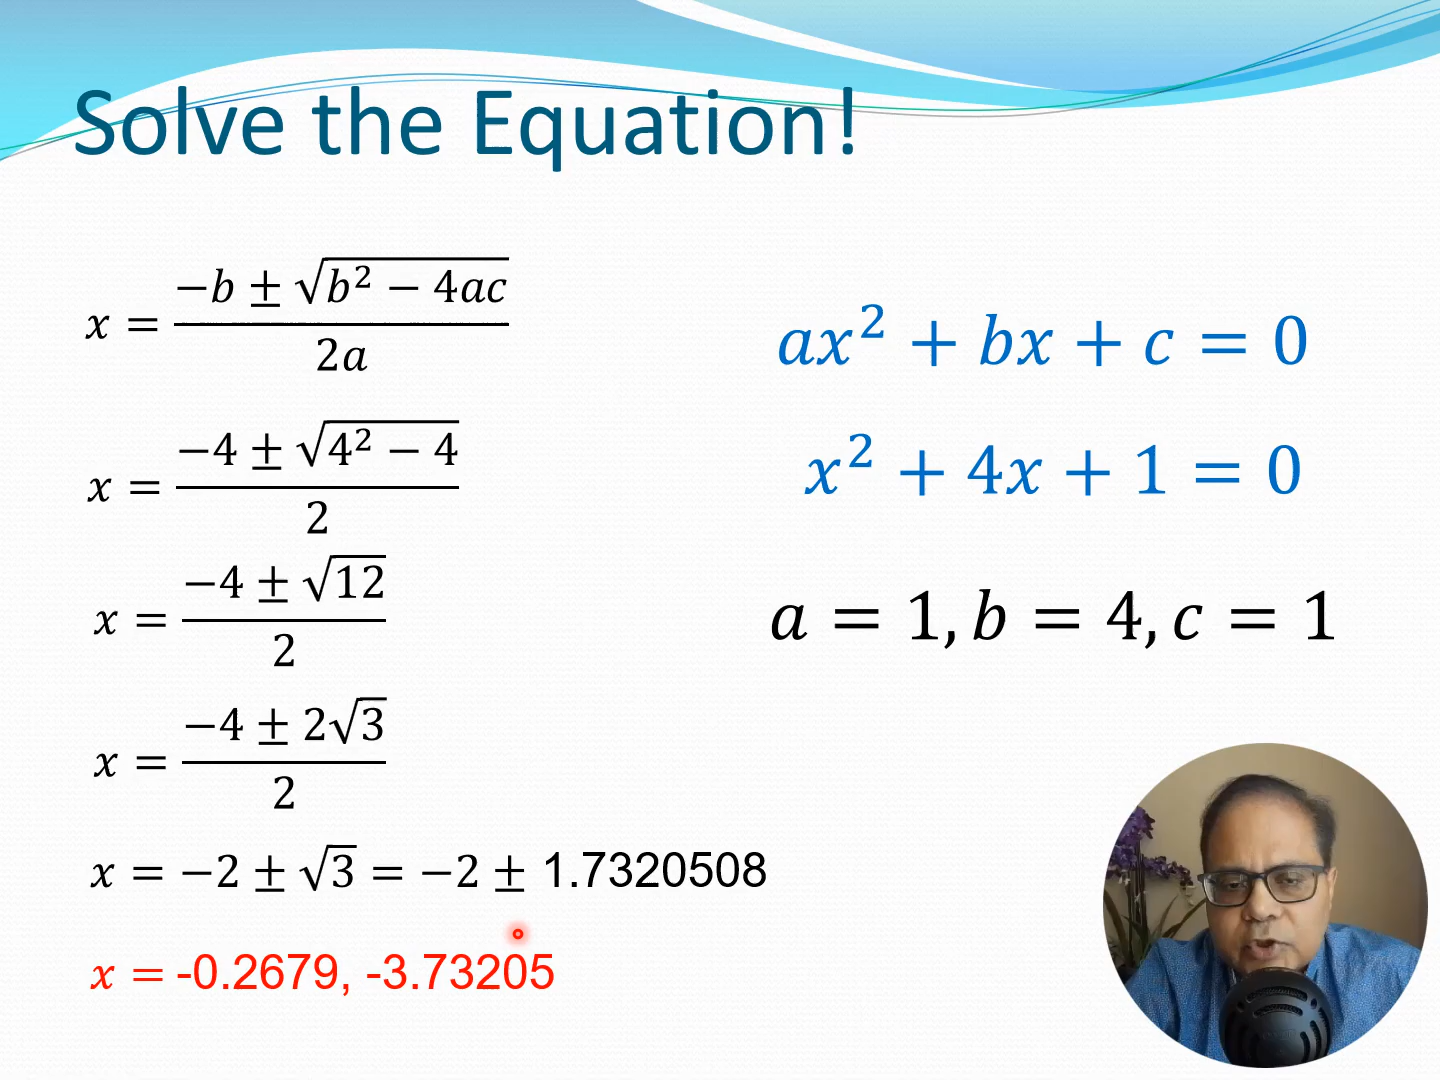 Solve the Equation!
x = (−b ± √(b² − 4ac)) / 2a
x = (−4 ± √(4² − 4)) / 2
x = (−4 ± √12) / 2
x = (−4 ± 2√3) / 2
x = −2 ± √3 = −2 ± 1.7320508
x = -0.2679, -3.73205
ax² + bx + c = 0
x² + 4x + 1 = 0
a = 1, b = 4, c = 1